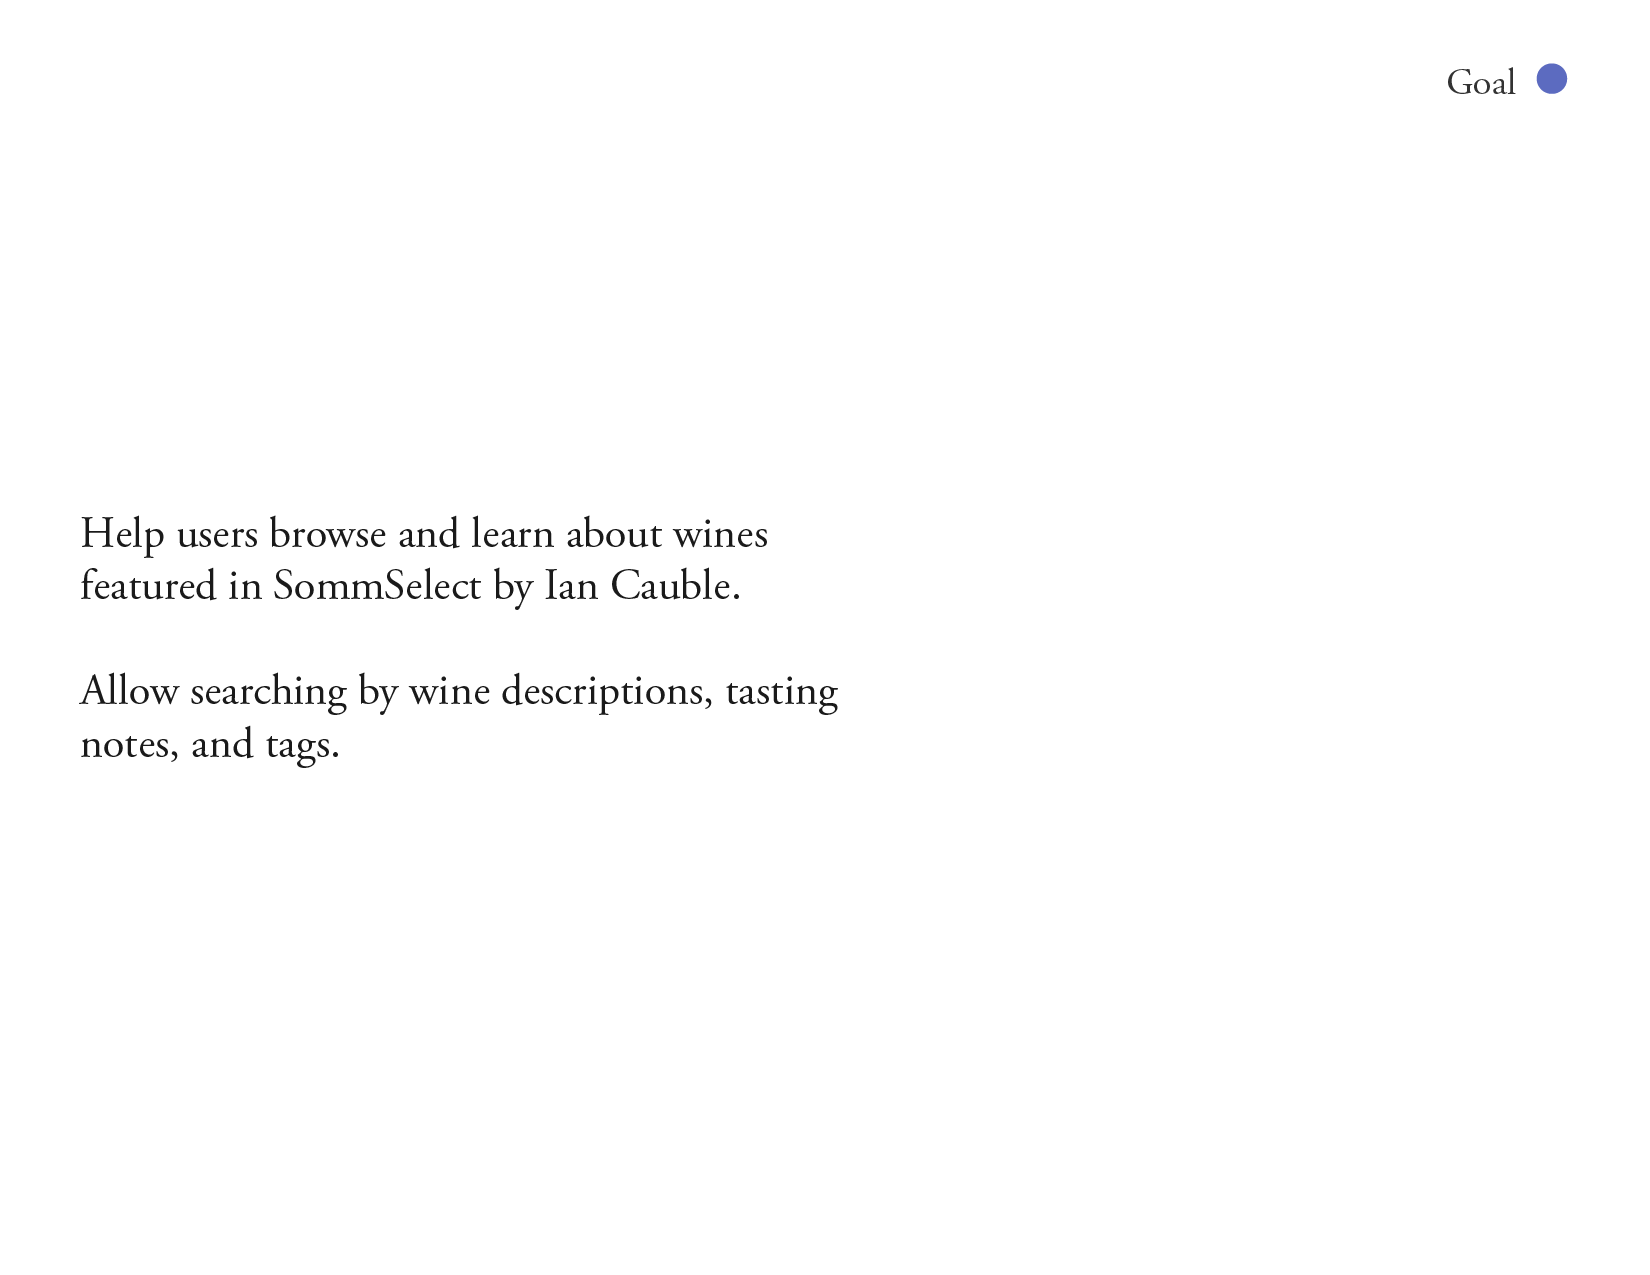 Goal
Help users browse and learn about wines
featured in SommSelect by Ian Cauble.
Allow searching by wine descriptions, tasting
notes, and tags.